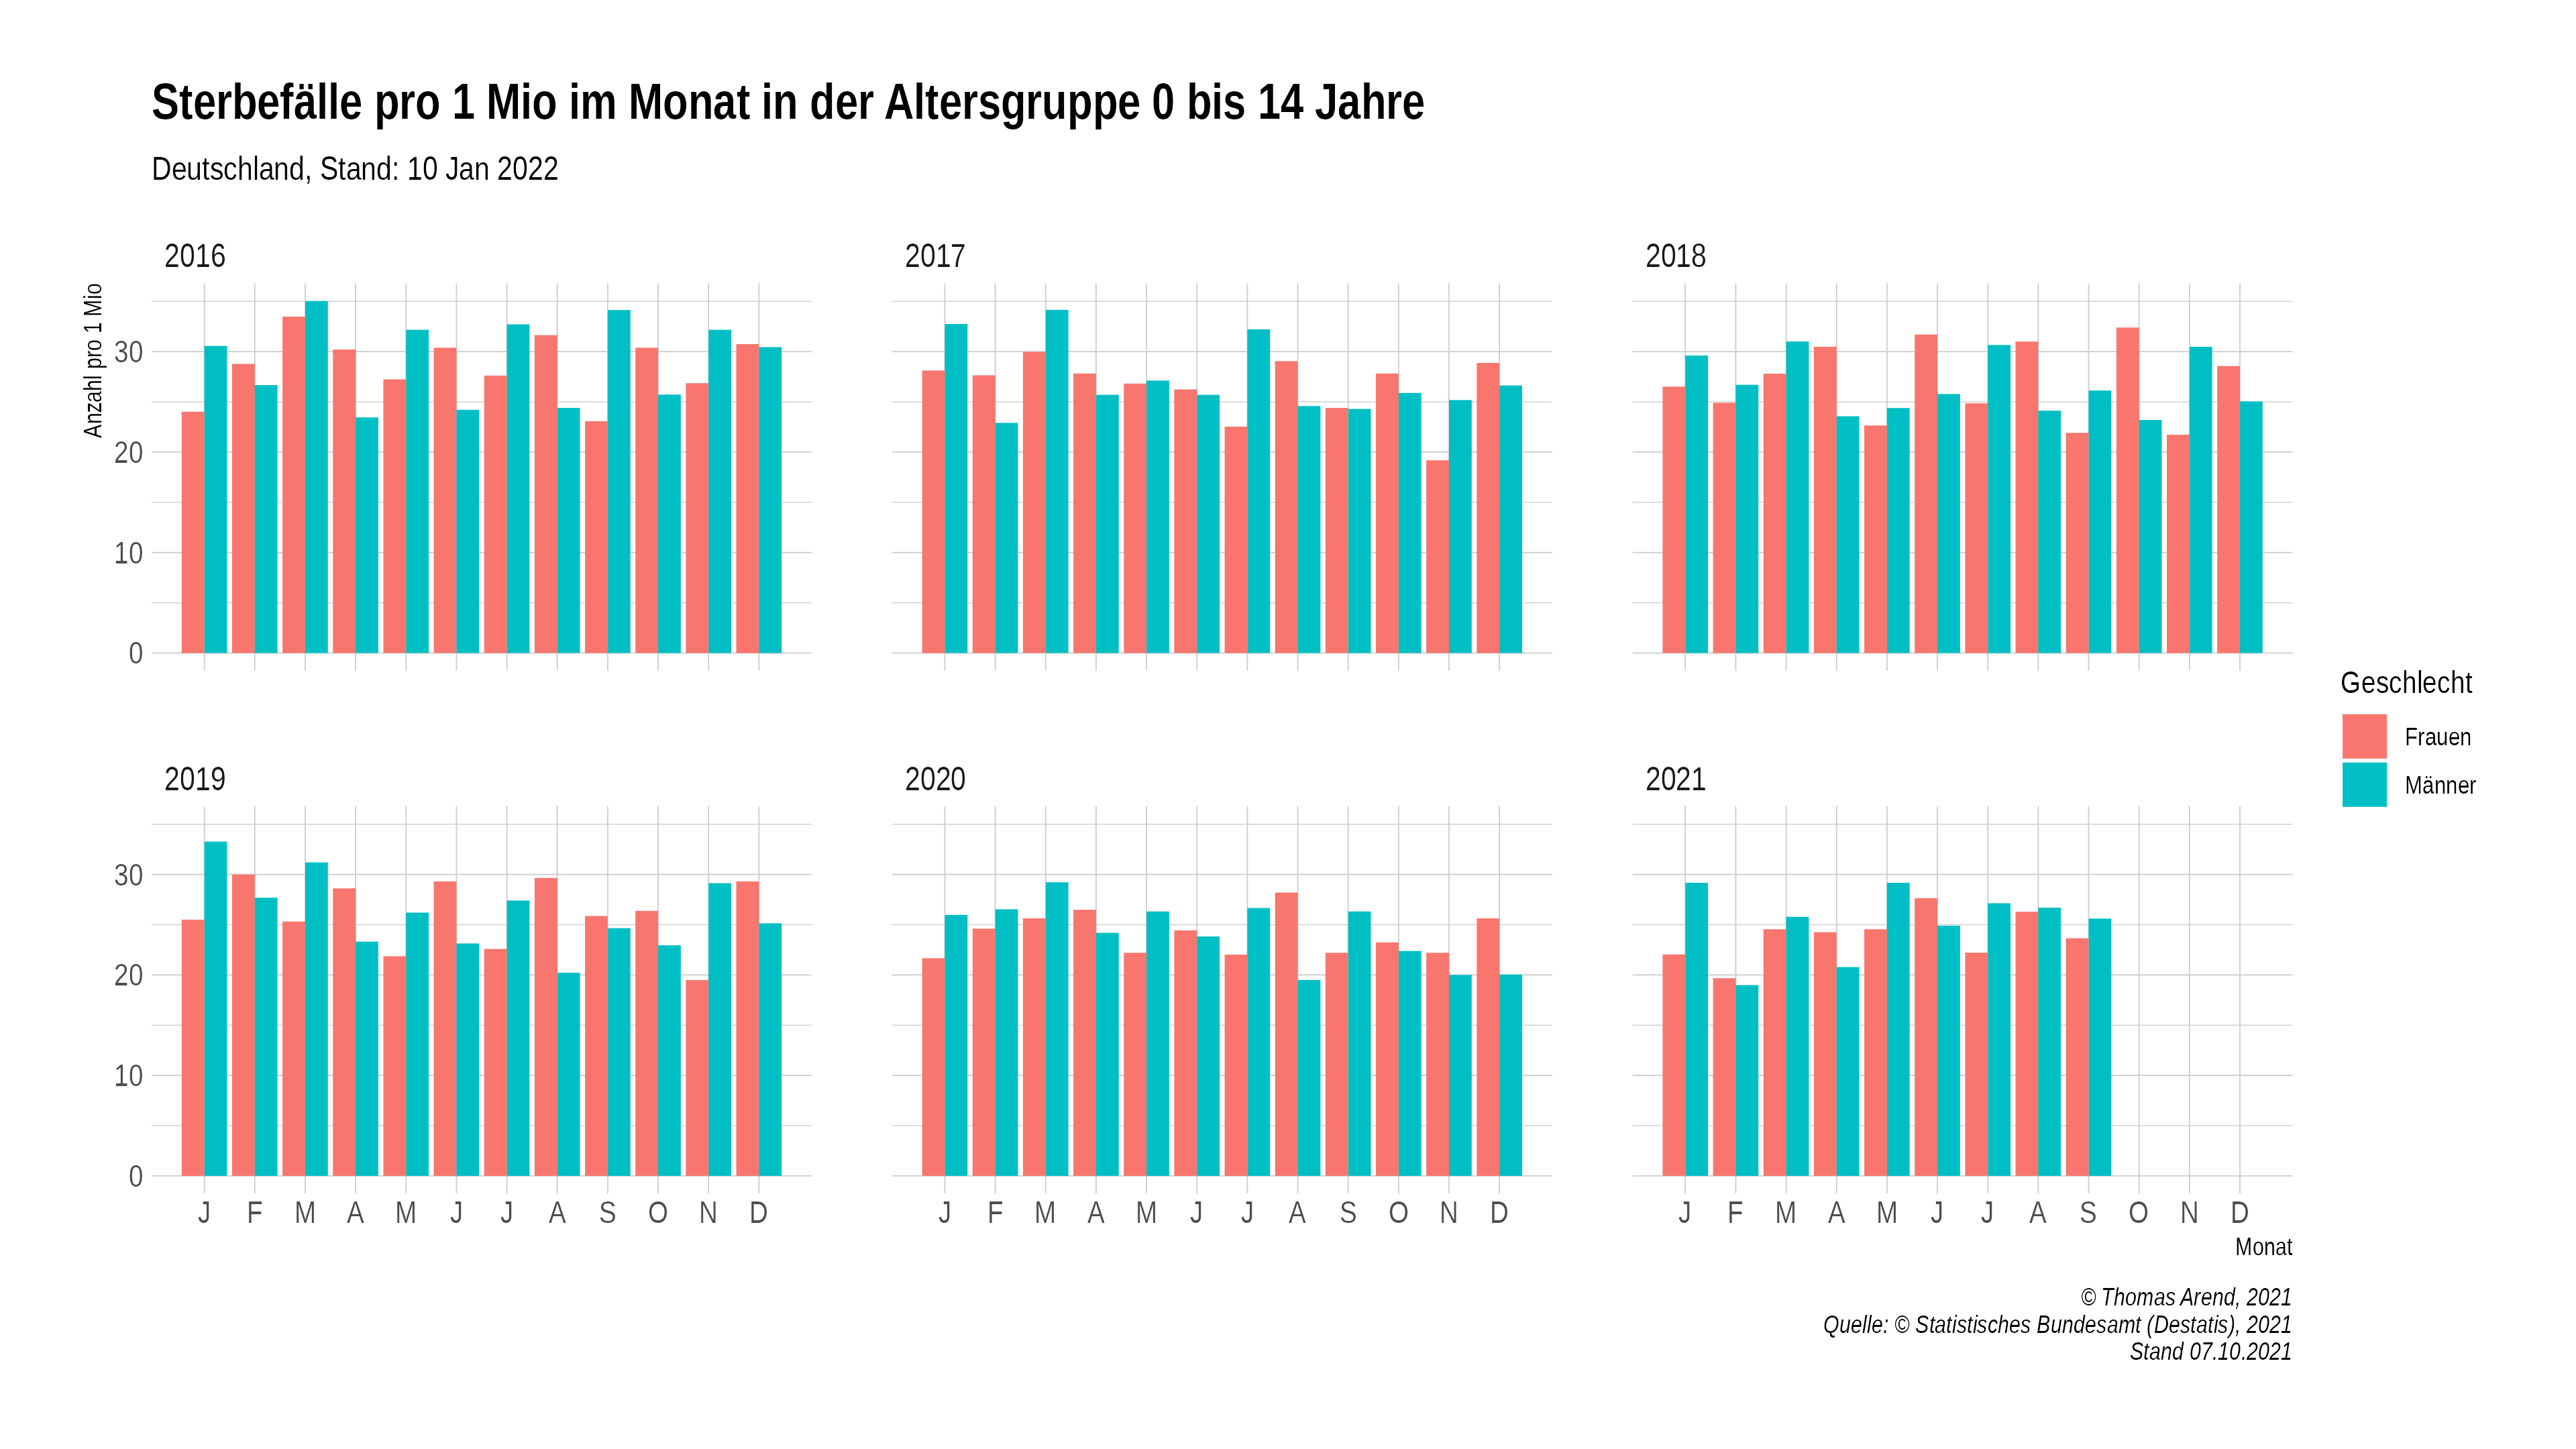 Sterbefälle pro 1 Mio im Monat in der Altersgruppe 0 bis 14 Jahre
Deutschland, Stand: 10 Jan 2022
2016
2017
2018
Anzahl pro 1 Mio
30
20
10
0
Geschlecht
Frauen
Männer
2019
2020
2021
30
20
10
0
J F M A M J J A S O N D
J F M A M J J A S O N D
J F M A M J J A S O N D
Monat
© Thomas Arend, 2021
Quelle: © Statistisches Bundesamt (Destatis), 2021
Stand 07.10.2021